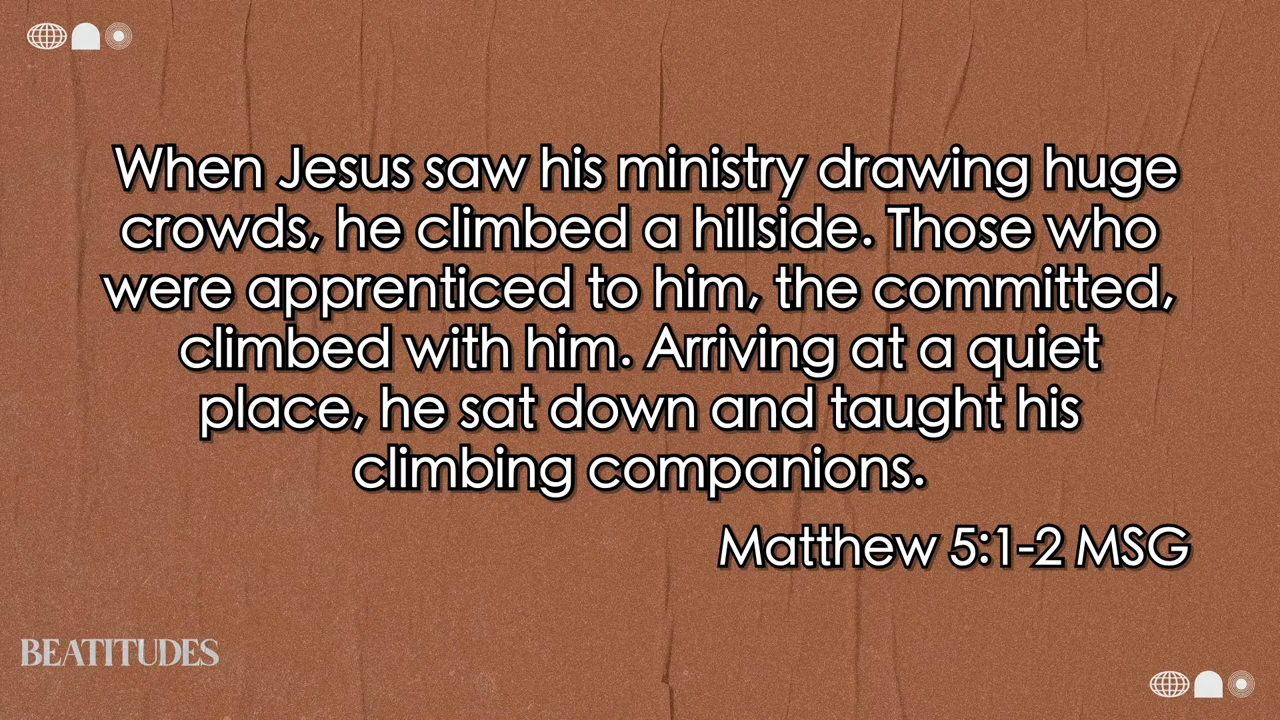 When Jesus saw his ministry drawing huge
crowds, he climbed a hillside. Those who
were apprenticed to him, the committed,
climbed with him. Arriving at a quiet
place, he sat down and taught his
climbing companions.
Matthew 5:1-2 MSG
BEATITUDES